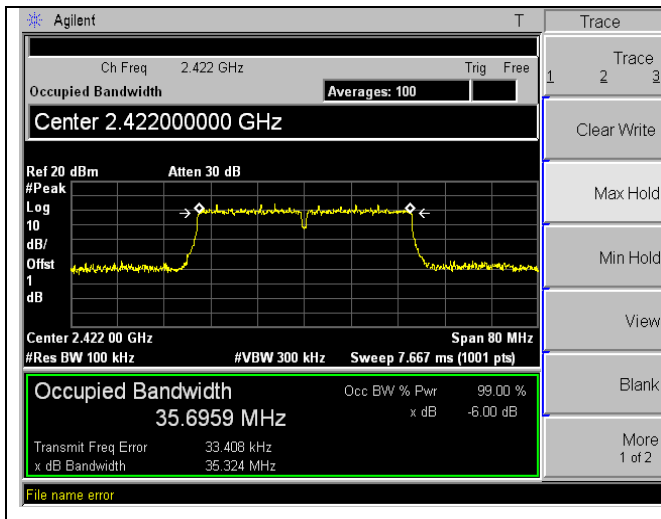 Agilent T Trace
Ch Freq 2.422 GHz Trig Free
Occupied Bandwidth Averages: 100
Center 2.422000000 GHz
Ref 20 dBm Atten 30 dB
#Peak
Log
10
dB/
Offst
1
dB
Center 2.422 00 GHz Span 80 MHz
#Res BW 100 kHz #VBW 300 kHz Sweep 7.667 ms (1001 pts)
Occupied Bandwidth Occ BW % Pwr 99.00 %
35.6959 MHz x dB -6.00 dB
Transmit Freq Error 33.408 kHz
x dB Bandwidth 35.324 MHz
File name error
Trace
1 2 3
Clear Write
Max Hold
Min Hold
View
Blank
More
1 of 2